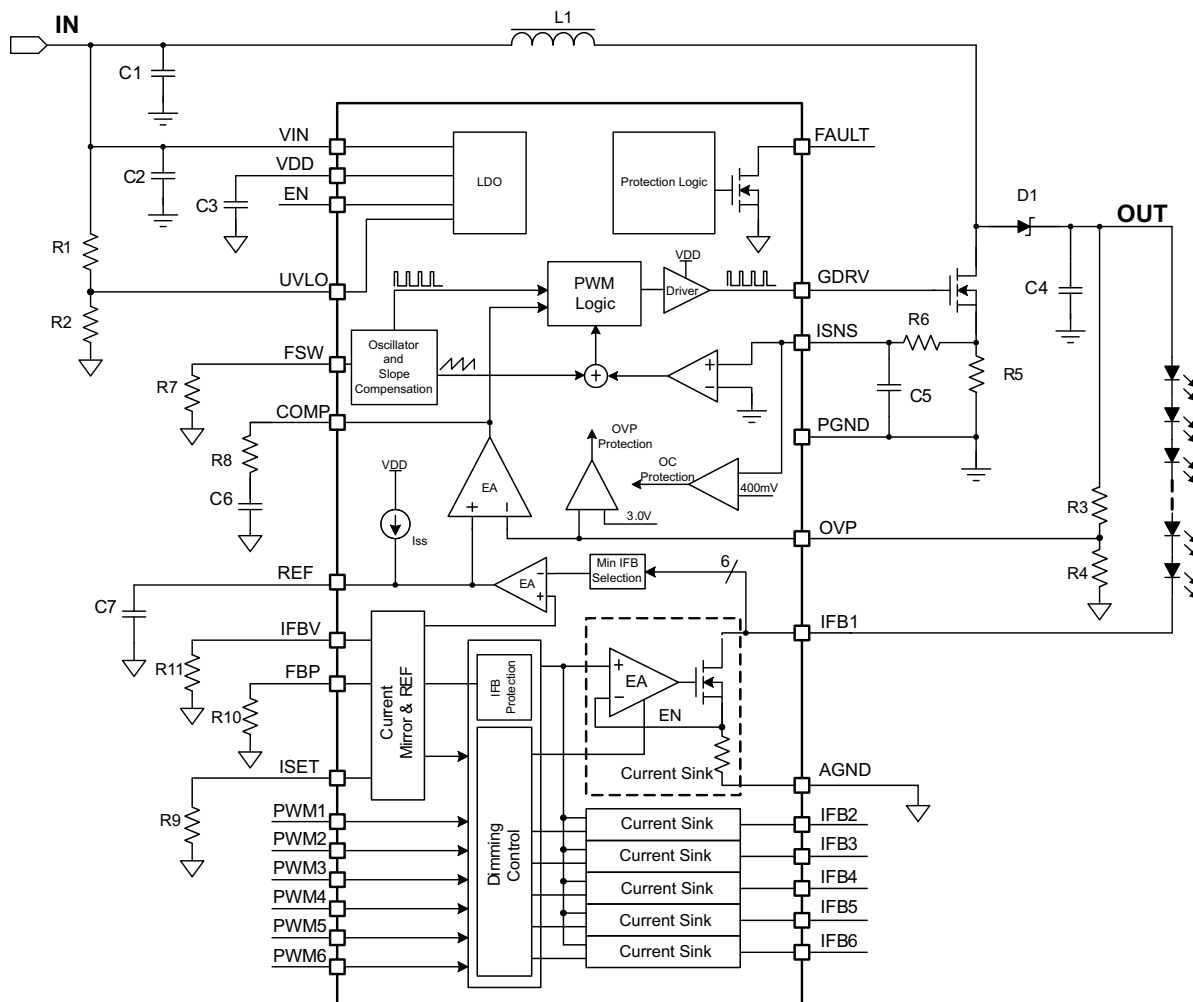 IN
L1
C1
VIN
VDD
EN
C2
C3
LDO
Protection Logic
FAULT
D1
OUT
R1
R2
UVLO
PWM
Logic
VDD
Driver
GDRV
C4
FSW
R7
Oscillator
and
Slope
Compensation
+
+
−
ISNS
R6
C5
R5
PGND
COMP
R8
C6
VDD
Iss
EA
+
−
OVP
Protection
3.0V
OC
Protection
400mV
OVP
R3
R4
REF
C7
EA
−
+
Min IFB
Selection
6
IFB1
IFBV
R11
FBP
R10
Current
Mirror & REF
IFB
Protection
+
−
EA
EN
Current Sink
AGND
ISET
R9
Dimming
Control
PWM1
PWM2
PWM3
PWM4
PWM5
PWM6
Current Sink
Current Sink
Current Sink
Current Sink
Current Sink
IFB2
IFB3
IFB4
IFB5
IFB6